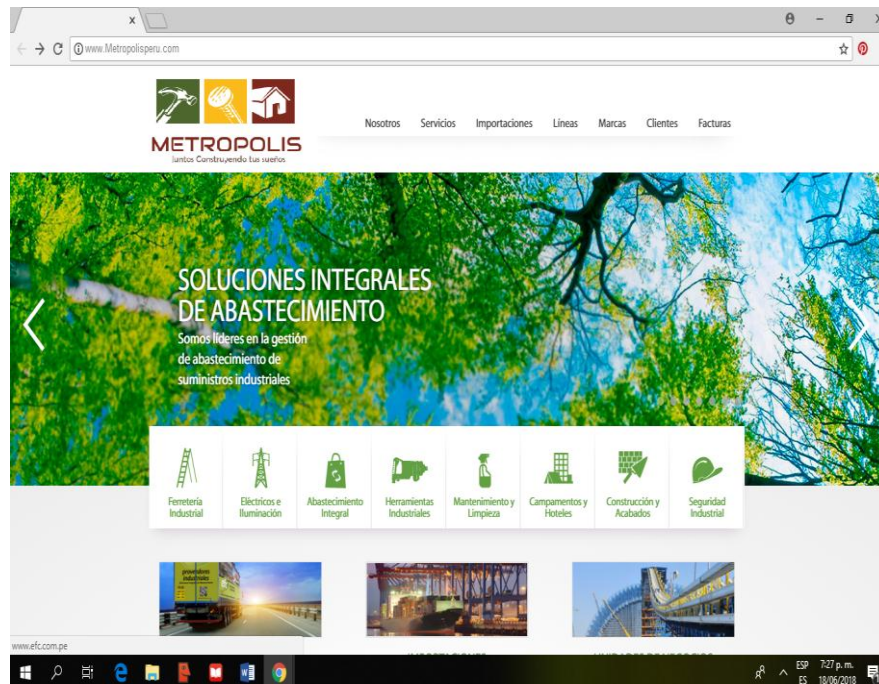 x
www.Metropolisperu.com
METROPOLIS
Juntos Construyendo tus sueños
Nosotros Servicios Importaciones Líneas Marcas Clientes Facturas
SOLUCIONES INTEGRALES
DE ABASTECIMIENTO
Somos líderes en la gestión
de abastecimiento de
suministros industriales
Ferretería
Industrial
Eléctricos e
Iluminación
Abastecimiento
Integral
Herramientas
Industriales
Mantenimiento y
Limpieza
Campamentos y
Hoteles
Construcción y
Acabados
Seguridad
Industrial
proveedores
industriales
www.efc.com.pe
ESP
ES
7:27 p. m.
18/06/2018